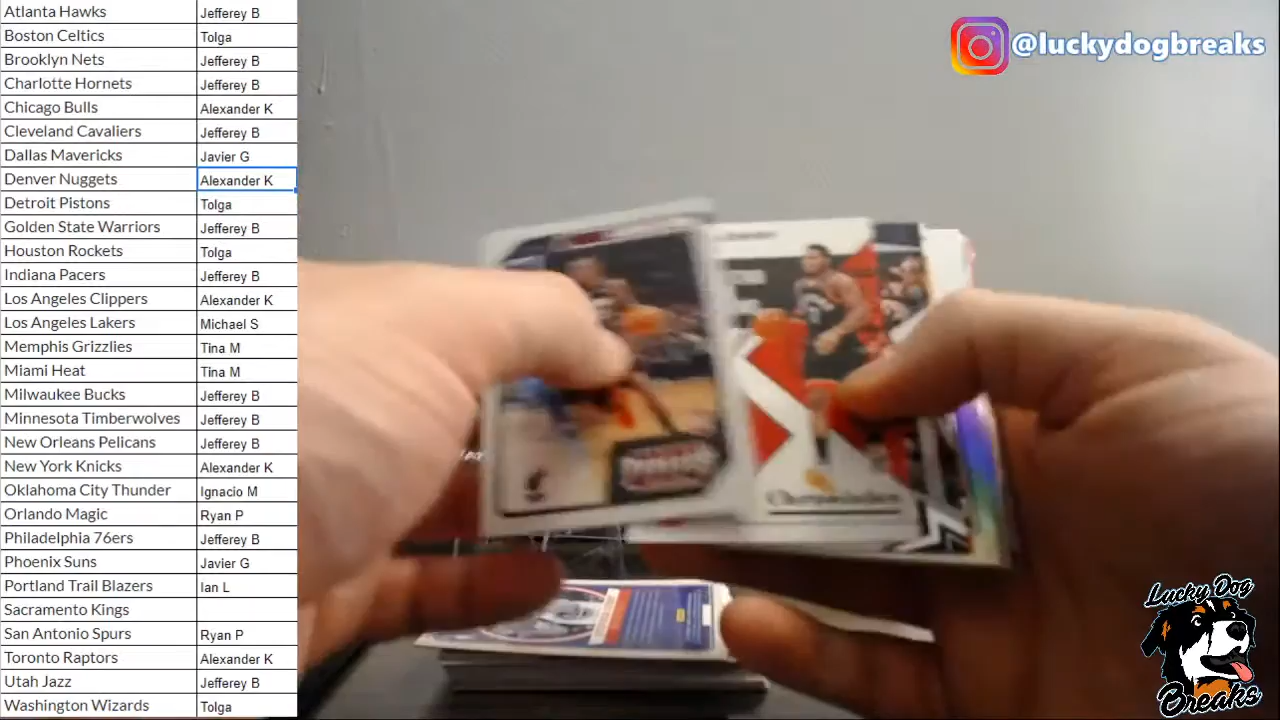 Atlanta Hawks Jefferey B
Boston Celtics Tolga
Brooklyn Nets Jefferey B
Charlotte Hornets Jefferey B
Chicago Bulls Alexander K
Cleveland Cavaliers Jefferey B
Dallas Mavericks Javier G
Denver Nuggets Alexander K
Detroit Pistons Tolga
Golden State Warriors Jefferey B
Houston Rockets Tolga
Indiana Pacers Jefferey B
Los Angeles Clippers Alexander K
Los Angeles Lakers Michael S
Memphis Grizzlies Tina M
Miami Heat Tina M
Milwaukee Bucks Jefferey B
Minnesota Timberwolves Jefferey B
New Orleans Pelicans Jefferey B
New York Knicks Alexander K
Oklahoma City Thunder Ignacio M
Orlando Magic Ryan P
Philadelphia 76ers Jefferey B
Phoenix Suns Javier G
Portland Trail Blazers Ian L
Sacramento Kings
San Antonio Spurs Ryan P
Toronto Raptors Alexander K
Utah Jazz Jefferey B
Washington Wizards Tolga
@luckydogbreaks
Lucky Dog
Breaks